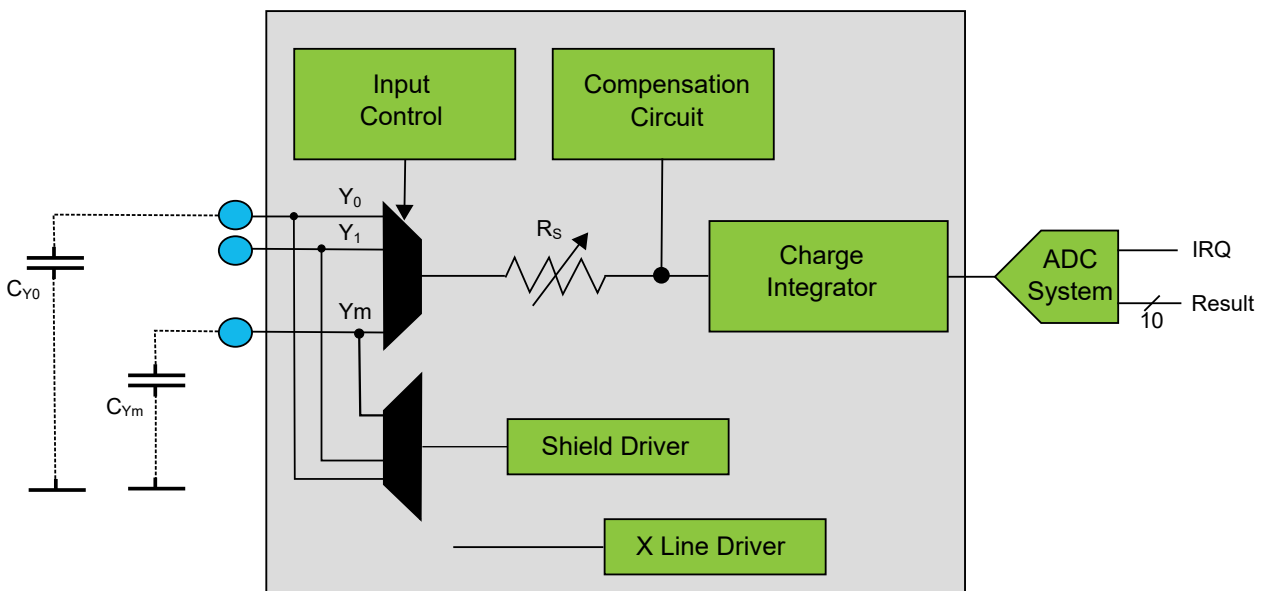 Input
Control
Compensation
Circuit
Y0
Y1
Ym
RS
Charge
Integrator
ADC
System
IRQ
Result
10
CY0
CYm
Shield Driver
X Line Driver